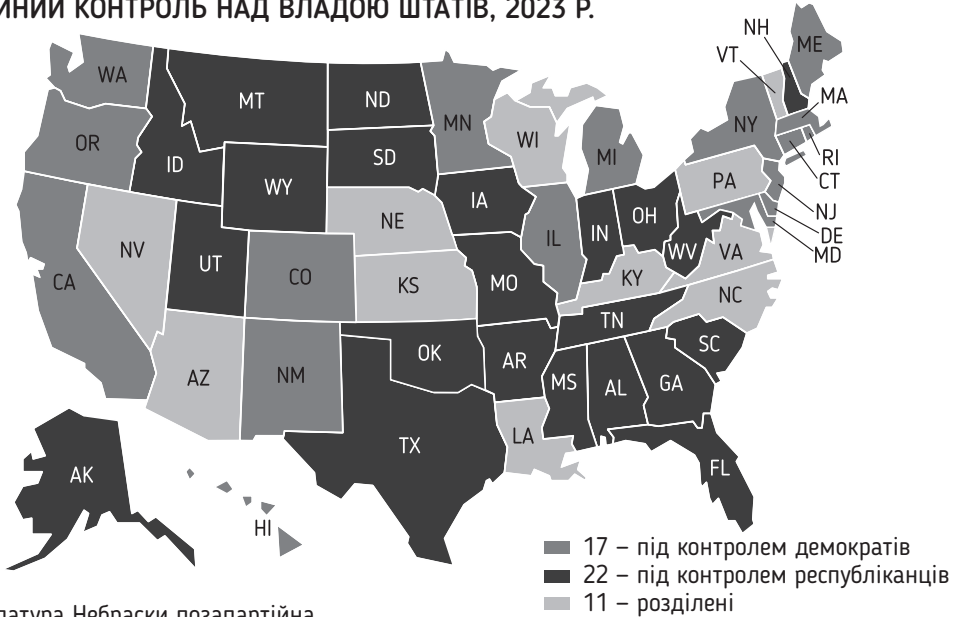 ЙНИЙ КОНТРОЛЬ НАД ВЛАДОЮ ШТАТІВ, 2023 Р.
NH
ME
VT
WA
MT
ND
MN
MA
OR
NY
WI
ID
SD
MI
RI
WY
CT
PA
IA
NJ
NE
OH
DE
NV
IL
IN
MD
UT
WV
VA
CA
CO
KS
MO
KY
NC
TN
OK
SC
AZ
NM
AR
MS
AL
GA
LA
TX
FL
AK
HI
17 – під контролем демократів
22 – під контролем республіканців
11 – розділені
латура Небраски позапартійна